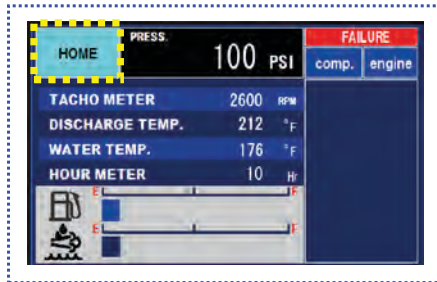 HOME
PRESS.
100 PSI
FAILURE
comp. engine
TACHO METER 2600 RPM
DISCHARGE TEMP. 212 °F
WATER TEMP. 176 °F
HOUR METER 10 Hr
E F
E F